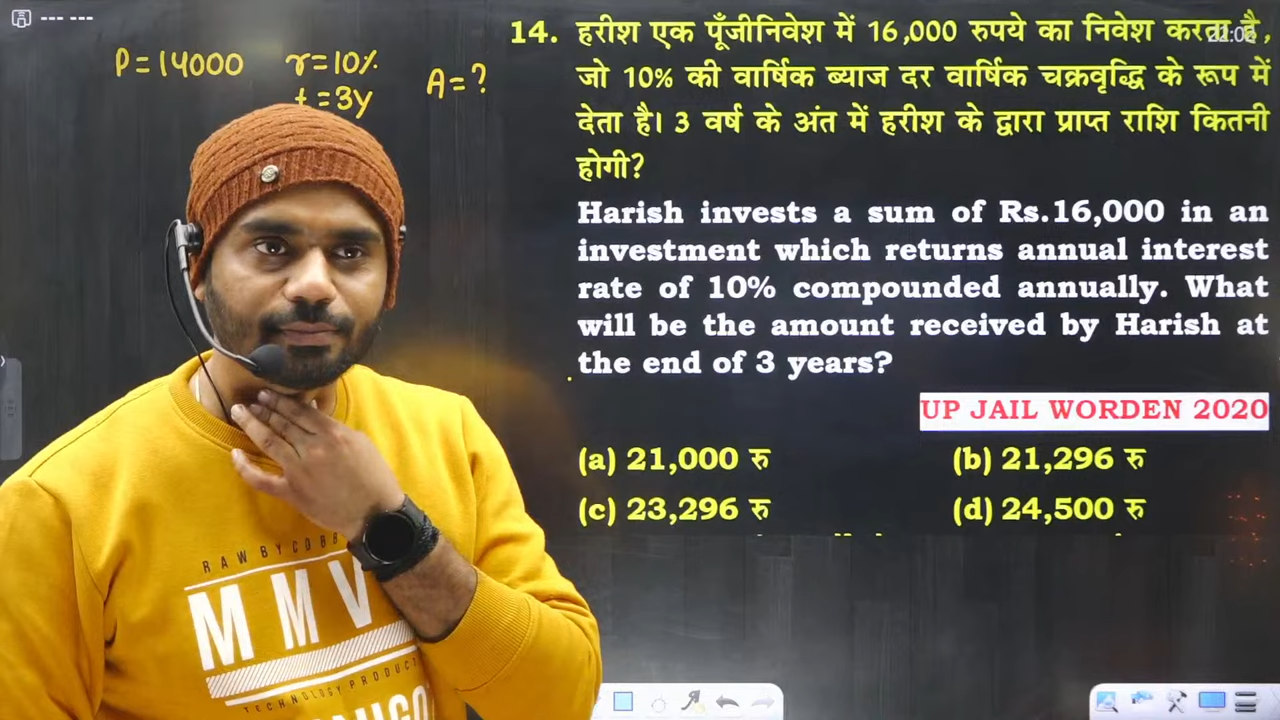 P=14000 r=10%
t=3y
A=?
14. हरीश एक पूँजीनिवेश में 16,000 रुपये का निवेश करता है,
जो 10% की वार्षिक ब्याज दर वार्षिक चक्रवृद्धि के रूप में
देता है। 3 वर्ष के अंत में हरीश के द्वारा प्राप्त राशि कितनी
होगी?
Harish invests a sum of Rs.16,000 in an
investment which returns annual interest
rate of 10% compounded annually. What
will be the amount received by Harish at
the end of 3 years?
UP JAIL WORDEN 2020
(a) 21,000 रु (b) 21,296 रु
(c) 23,296 रु (d) 24,500 रु
RAW BY COBB
MMV
TECHNOLOGY PRODUCT